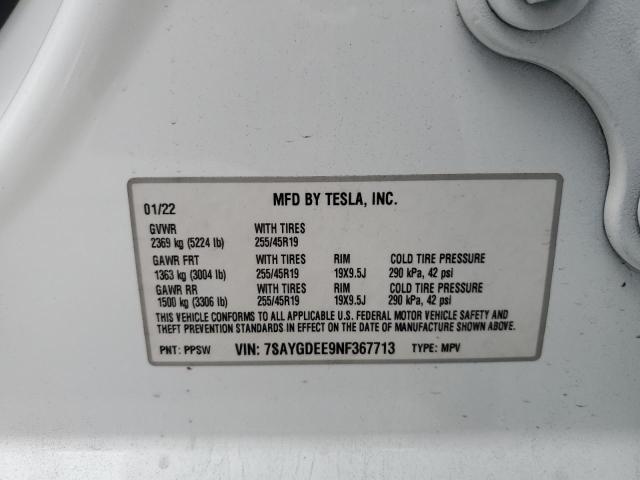 MFD BY TESLA, INC.
01/22
GVWR WITH TIRES
2369 kg (5224 lb) 255/45R19
GAWR FRT WITH TIRES RIM COLD TIRE PRESSURE
1363 kg (3004 lb) 255/45R19 19X9.5J 290 kPa, 42 psi
GAWR RR WITH TIRES RIM COLD TIRE PRESSURE
1500 kg (3306 lb) 255/45R19 19X9.5J 290 kPa, 42 psi
THIS VEHICLE CONFORMS TO ALL APPLICABLE U.S. FEDERAL MOTOR VEHICLE SAFETY AND
THEFT PREVENTION STANDARDS IN EFFECT ON THE DATE OF MANUFACTURE SHOWN ABOVE.
PNT: PPSW VIN: 7SAYGDEE9NF367713 TYPE: MPV